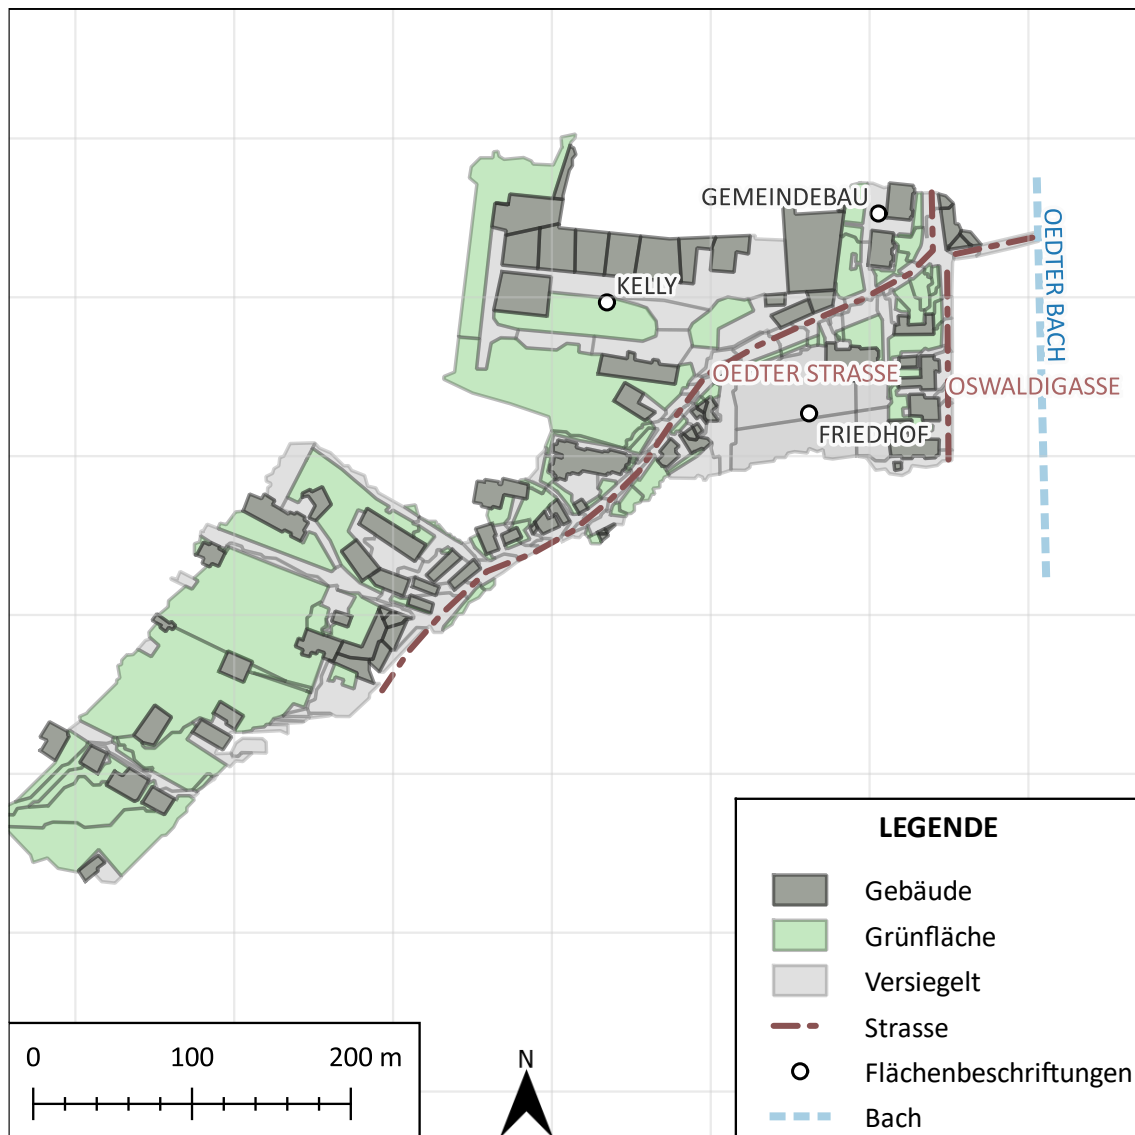 GEMEINDEBAU
OEDTER BACH
KELLY
OEDTER STRASSE
OSWALDIGASSE
FRIEDHOF
LEGENDE
Gebäude
Grünfläche
Versiegelt
Strasse
Flächenbeschriftungen
Bach
0 100 200 m
N